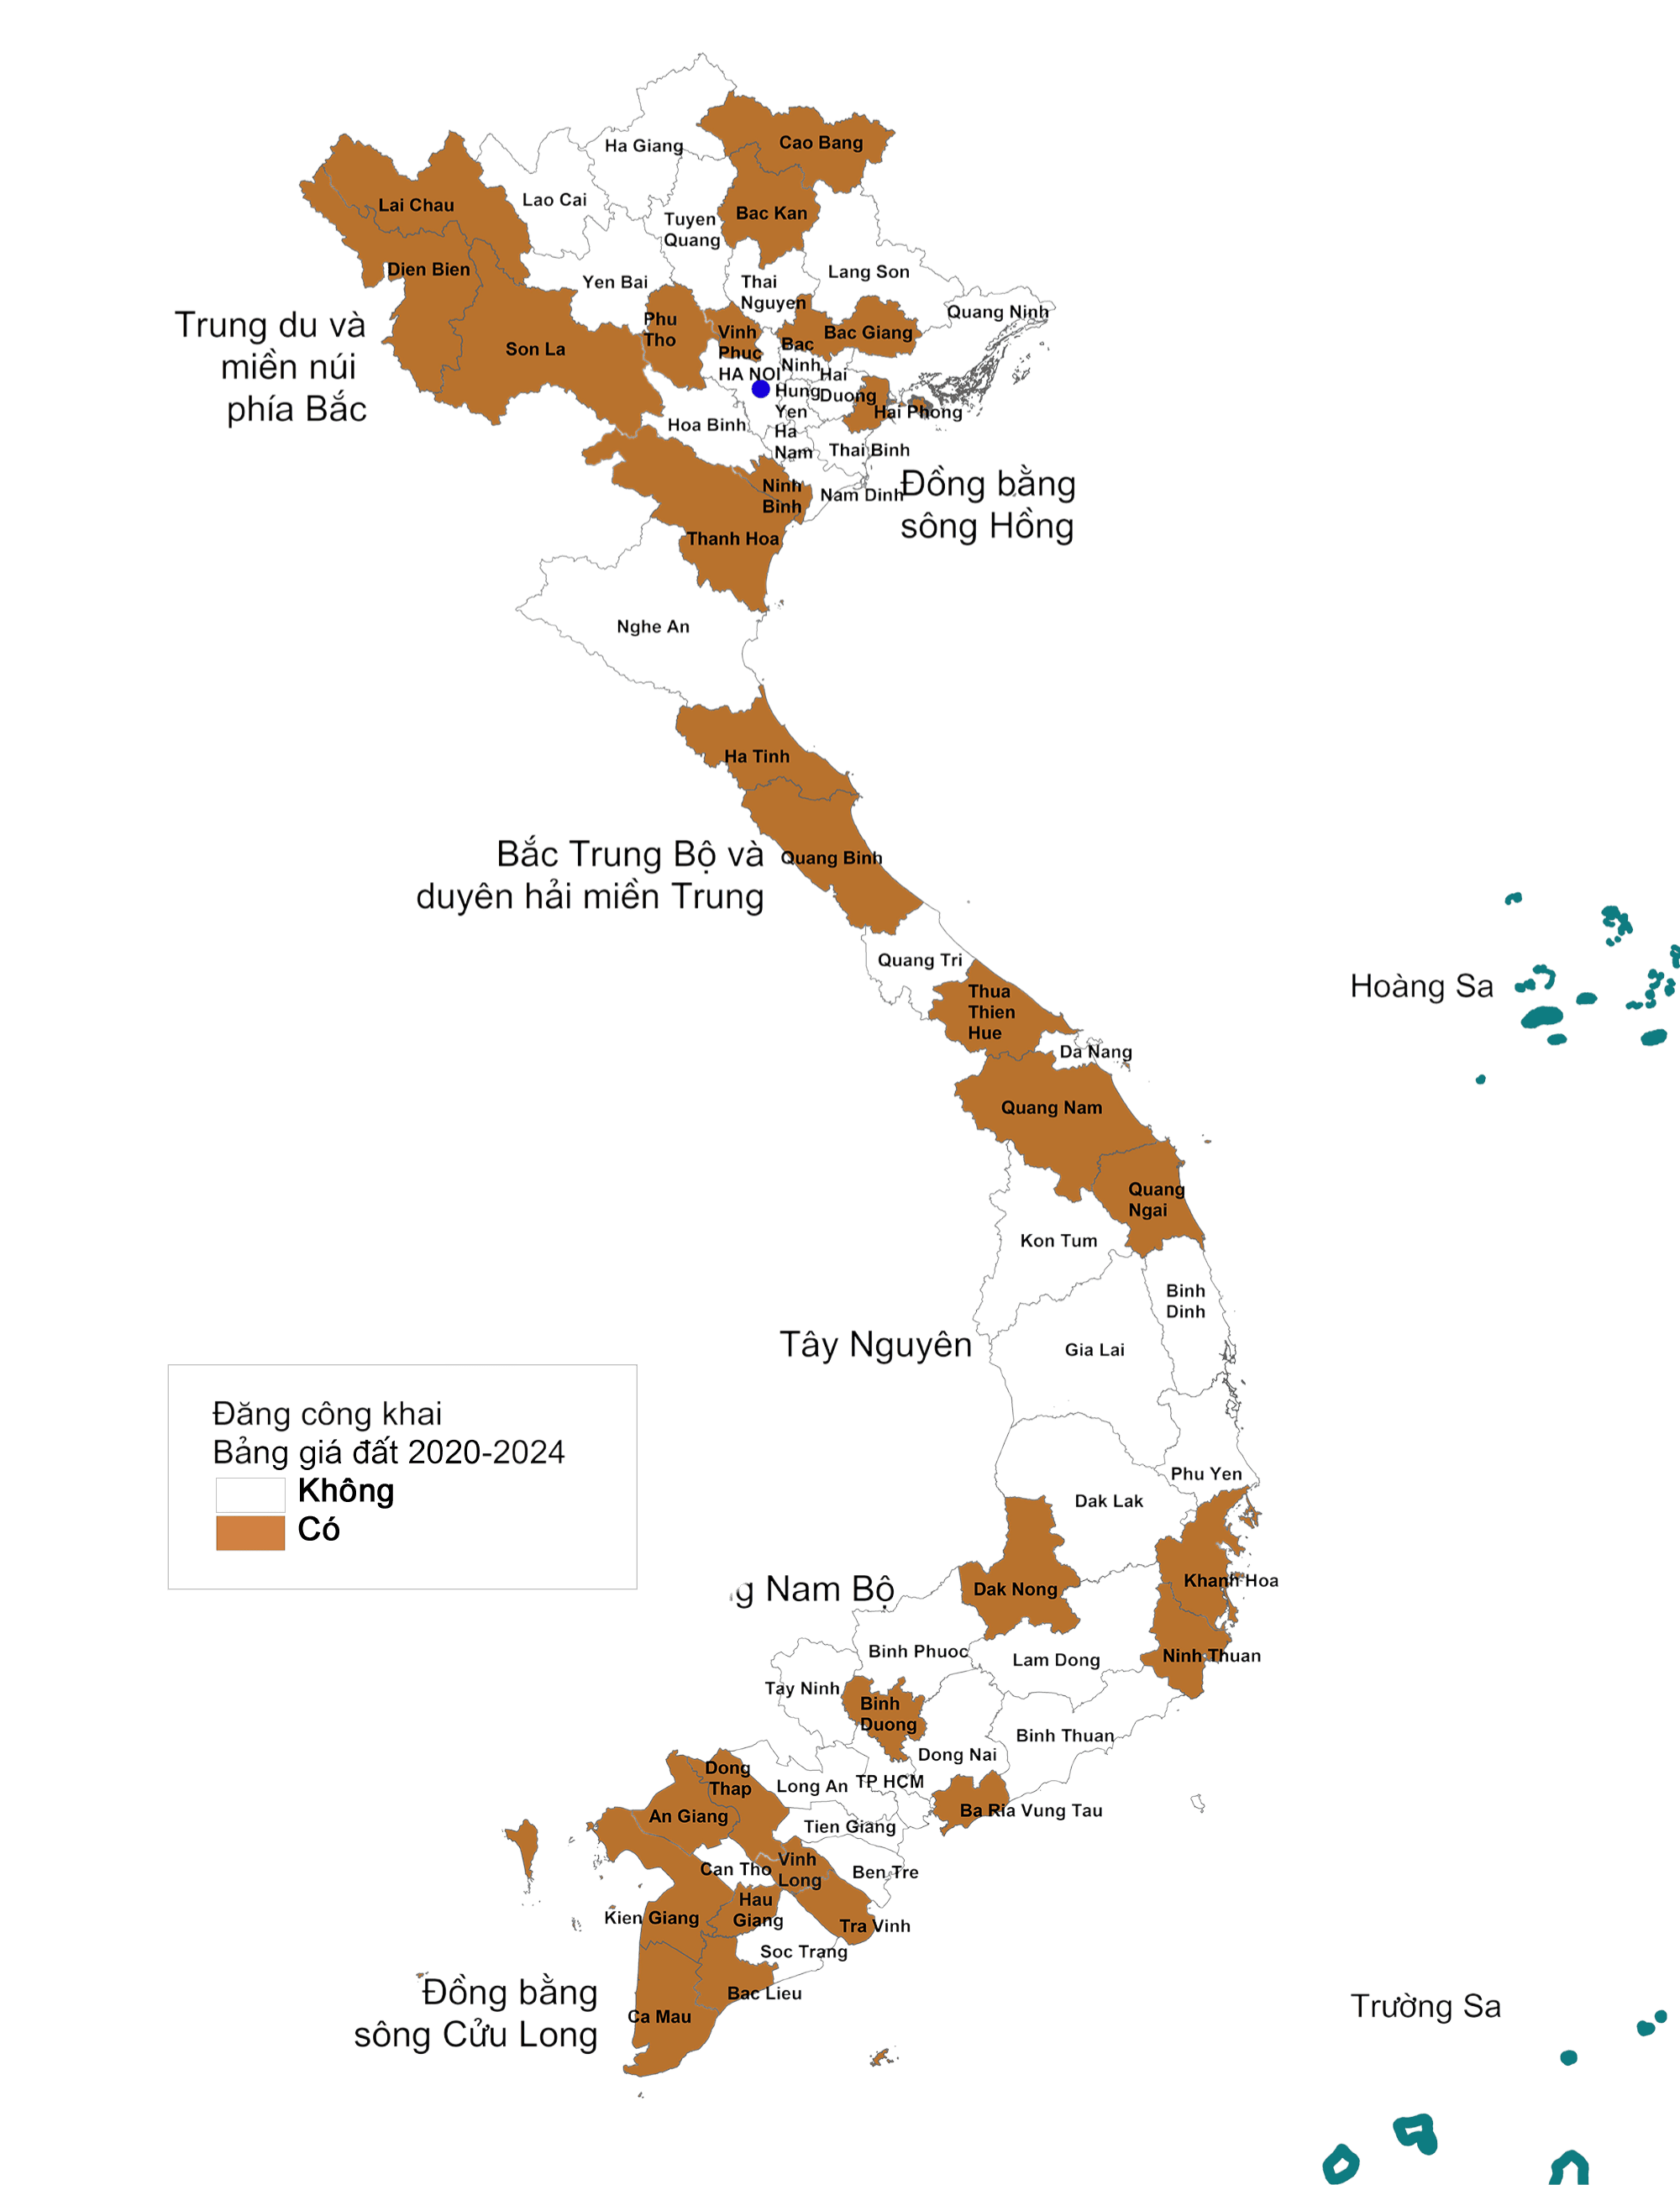 Ha Giang
Cao Bang
Lao Cai
Lai Chau
Bac Kan
Tuyen
Quang
Dien Bien
Yen Bai
Thai
Nguyen
Lang Son
Quang Ninh
Trung du và
miền núi
phía Bắc
Son La
Phu
Tho
Vinh
Phuc
Bac Giang
Bac
Ninh
HA NOI
Hai
Duong
Hung
Yen
Hai Phong
Hoa Binh
Ha
Nam
Thai Binh
Ninh
Binh
Nam Dinh
Đồng bằng
sông Hồng
Thanh Hoa
Nghe An
Ha Tinh
Bắc Trung Bộ và
duyên hải miền Trung
Quang Binh
Quang Tri
Thua
Thien
Hue
Hoàng Sa
Da Nang
Quang Nam
Quang
Ngai
Kon Tum
Binh
Dinh
Tây Nguyên
Gia Lai
Đăng công khai
Bảng giá đất 2020-2024
Không
Có
Phu Yen
Dak Lak
g Nam Bộ
Dak Nong
Khanh Hoa
Binh Phuoc
Lam Dong
Ninh Thuan
Tay Ninh
Binh
Duong
Binh Thuan
Dong Nai
Dong
Thap
Long An
TP HCM
Ba Ria Vung Tau
An Giang
Tien Giang
Can Tho
Vinh
Long
Ben Tre
Hau
Giang
Kien Giang
Tra Vinh
Soc Trang
Bac Lieu
Ca Mau
Đồng bằng
sông Cửu Long
Trường Sa